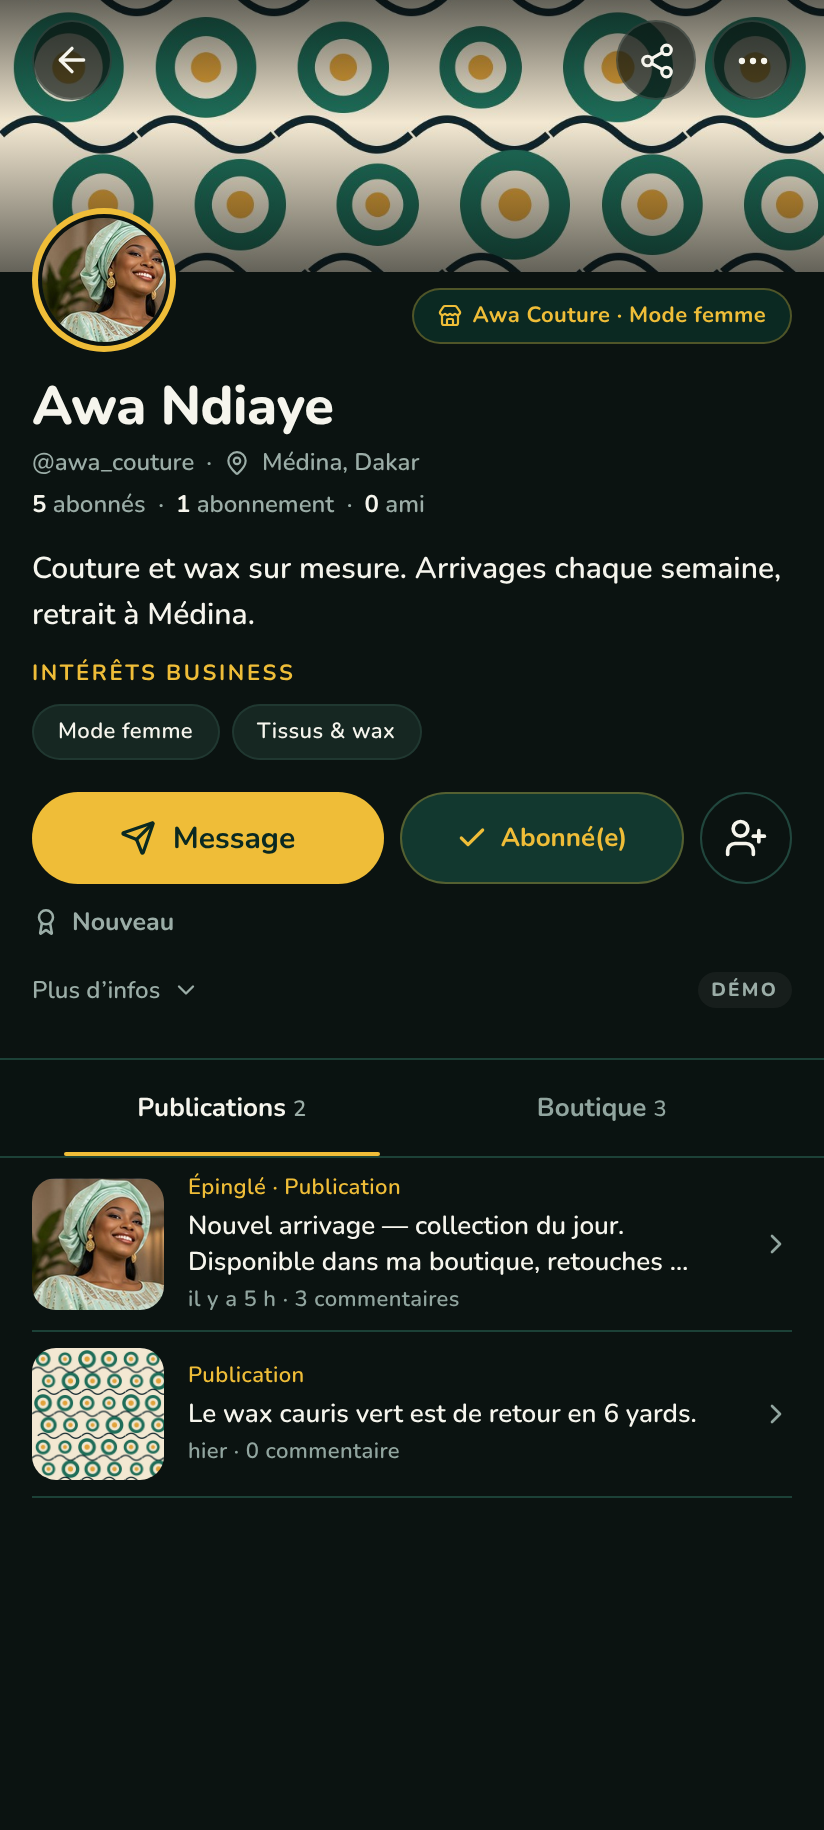 Awa Couture · Mode femme
Awa Ndiaye
@awa_couture · Médina, Dakar
5 abonnés · 1 abonnement · 0 ami
Couture et wax sur mesure. Arrivages chaque semaine,
retrait à Médina.
INTÉRÊTS BUSINESS
Mode femme Tissus & wax
Message Abonné(e)
Nouveau
Plus d’infos DÉMO
Publications 2 Boutique 3
Épinglé · Publication
Nouvel arrivage — collection du jour.
Disponible dans ma boutique, retouches ...
il y a 5 h · 3 commentaires
Publication
Le wax cauris vert est de retour en 6 yards.
hier · 0 commentaire